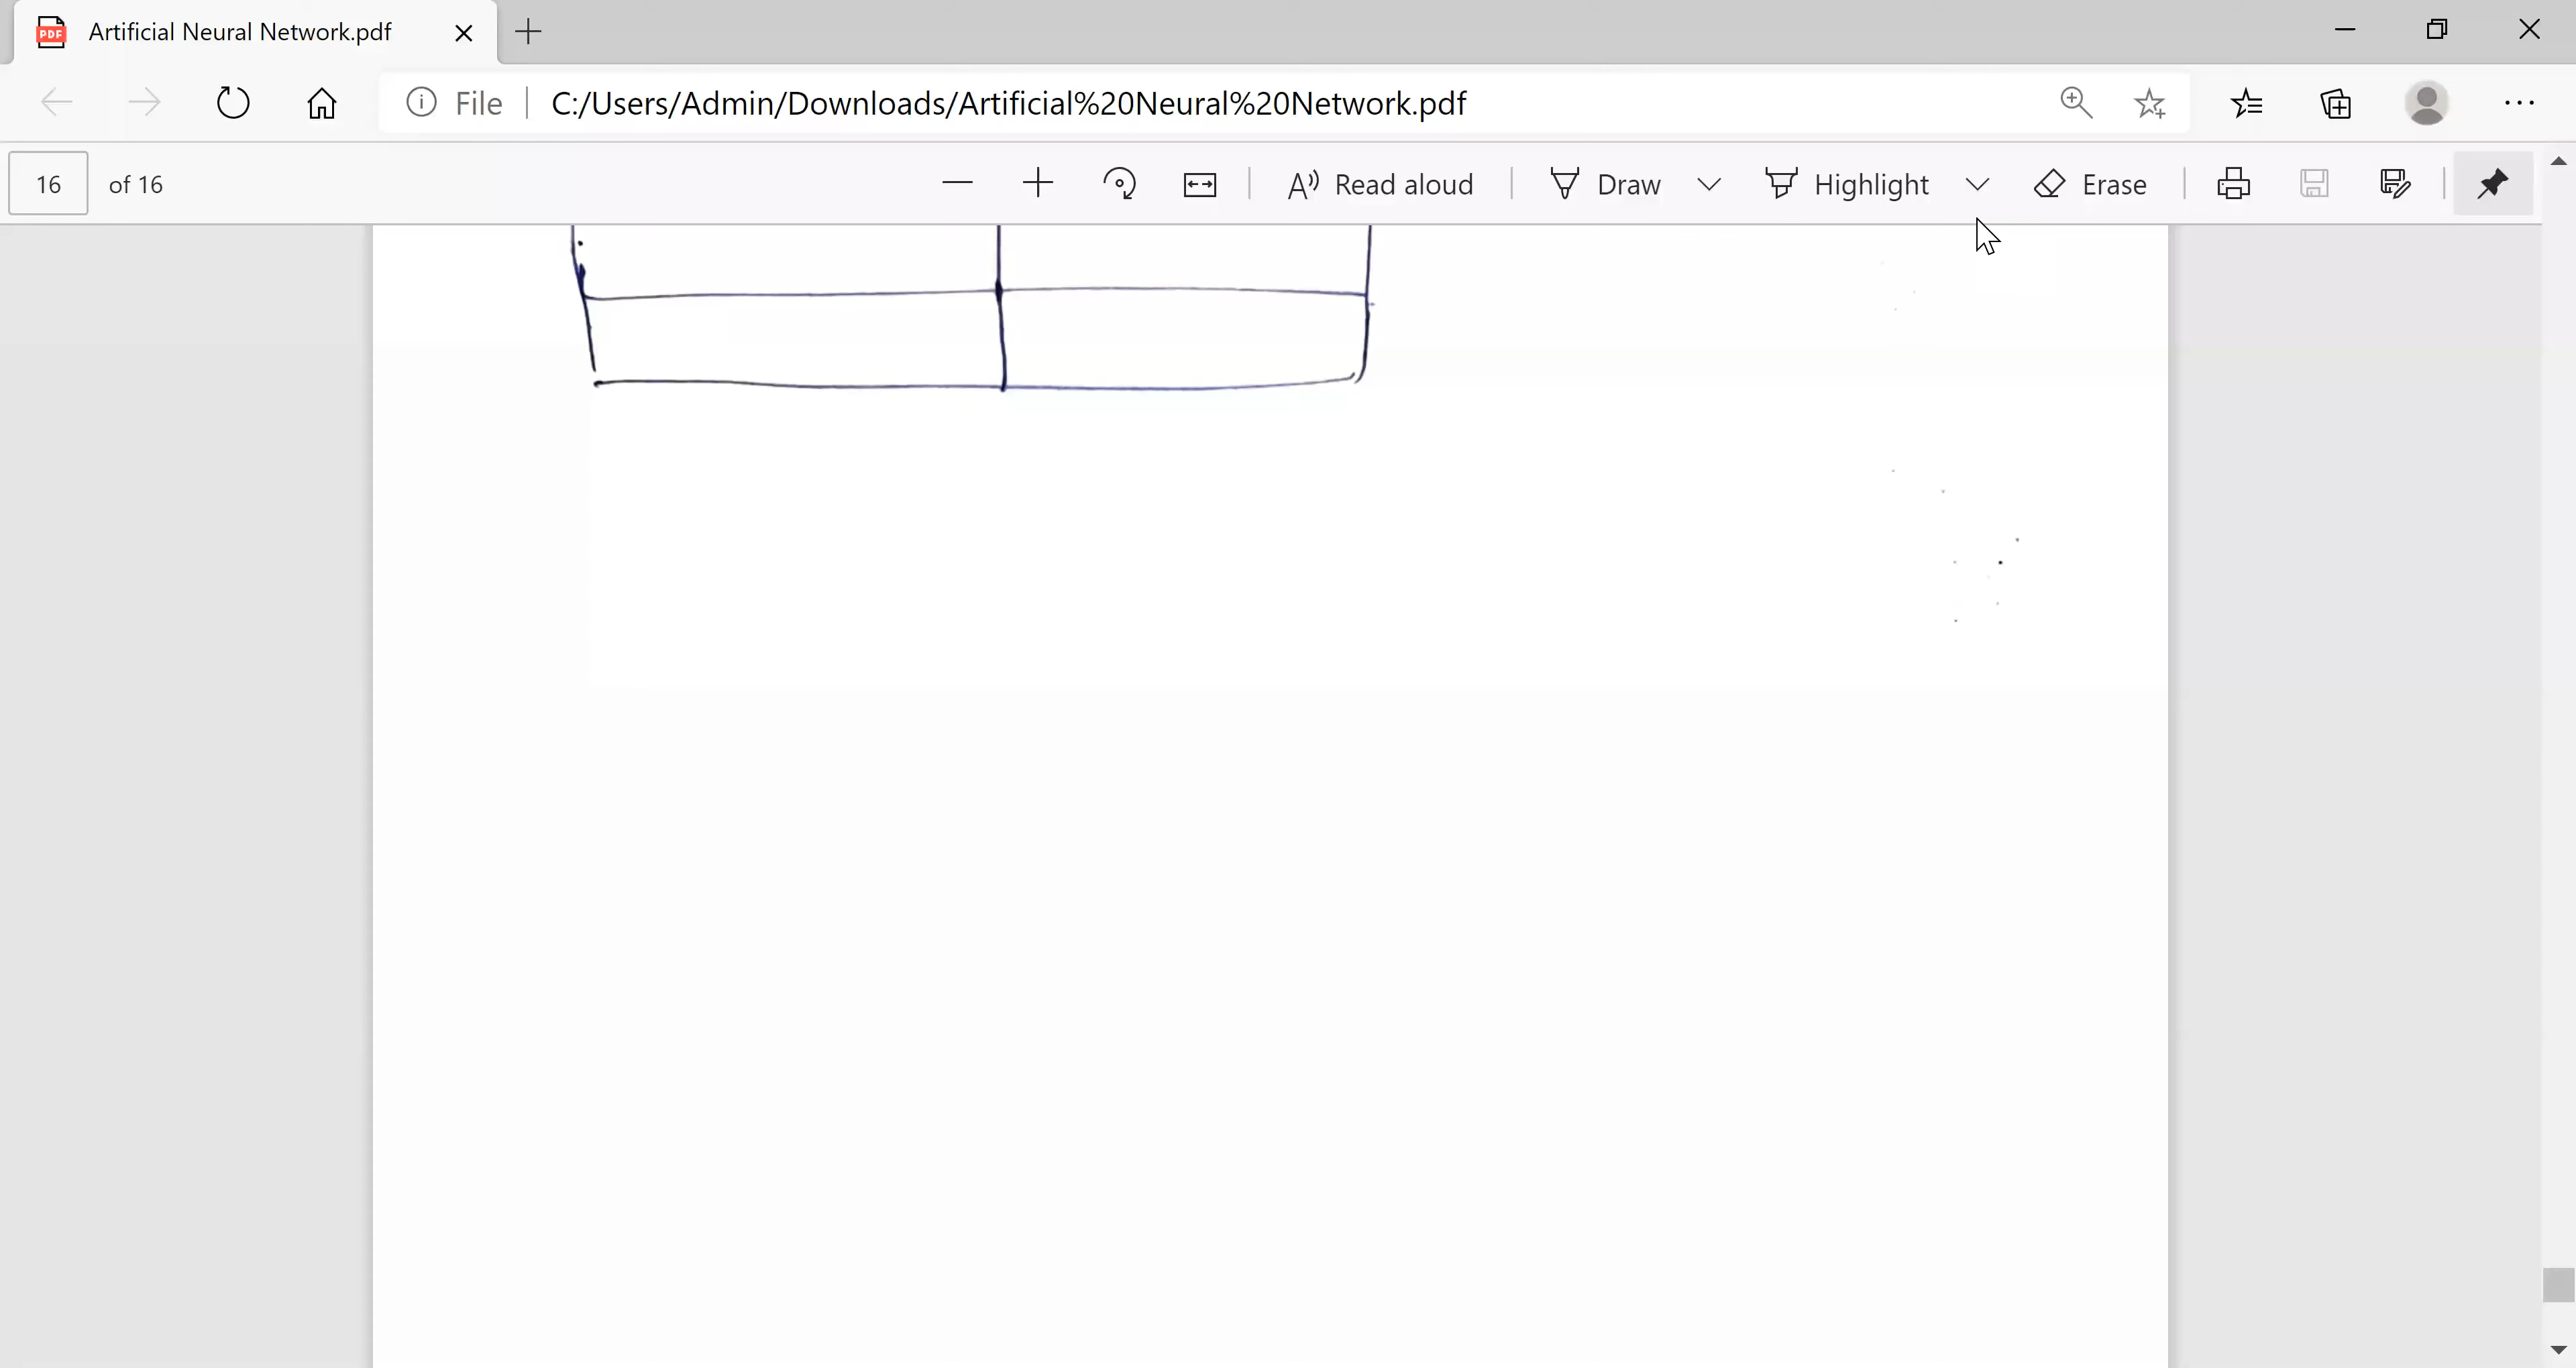 Artificial Neural Network.pdf
File C:/Users/Admin/Downloads/Artificial%20Neural%20Network.pdf
16 of 16 Read aloud Draw Highlight Erase